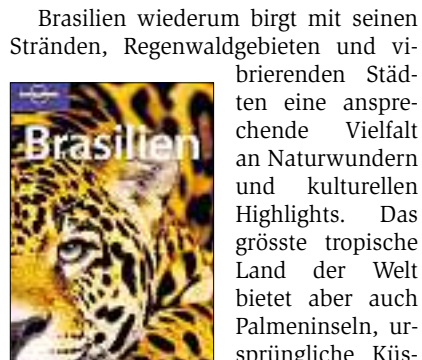 Brasilien wiederum birgt mit seinen
Stränden, Regenwaldgebieten und vi-
brierenden Städ-
ten eine anspre-
chende Vielfalt
an Naturwundern
und kulturellen
Highlights. Das
grösste tropische
Land der Welt
bietet aber auch
Palmeninseln, ur-
sprüngliche Küs-
Brasilien